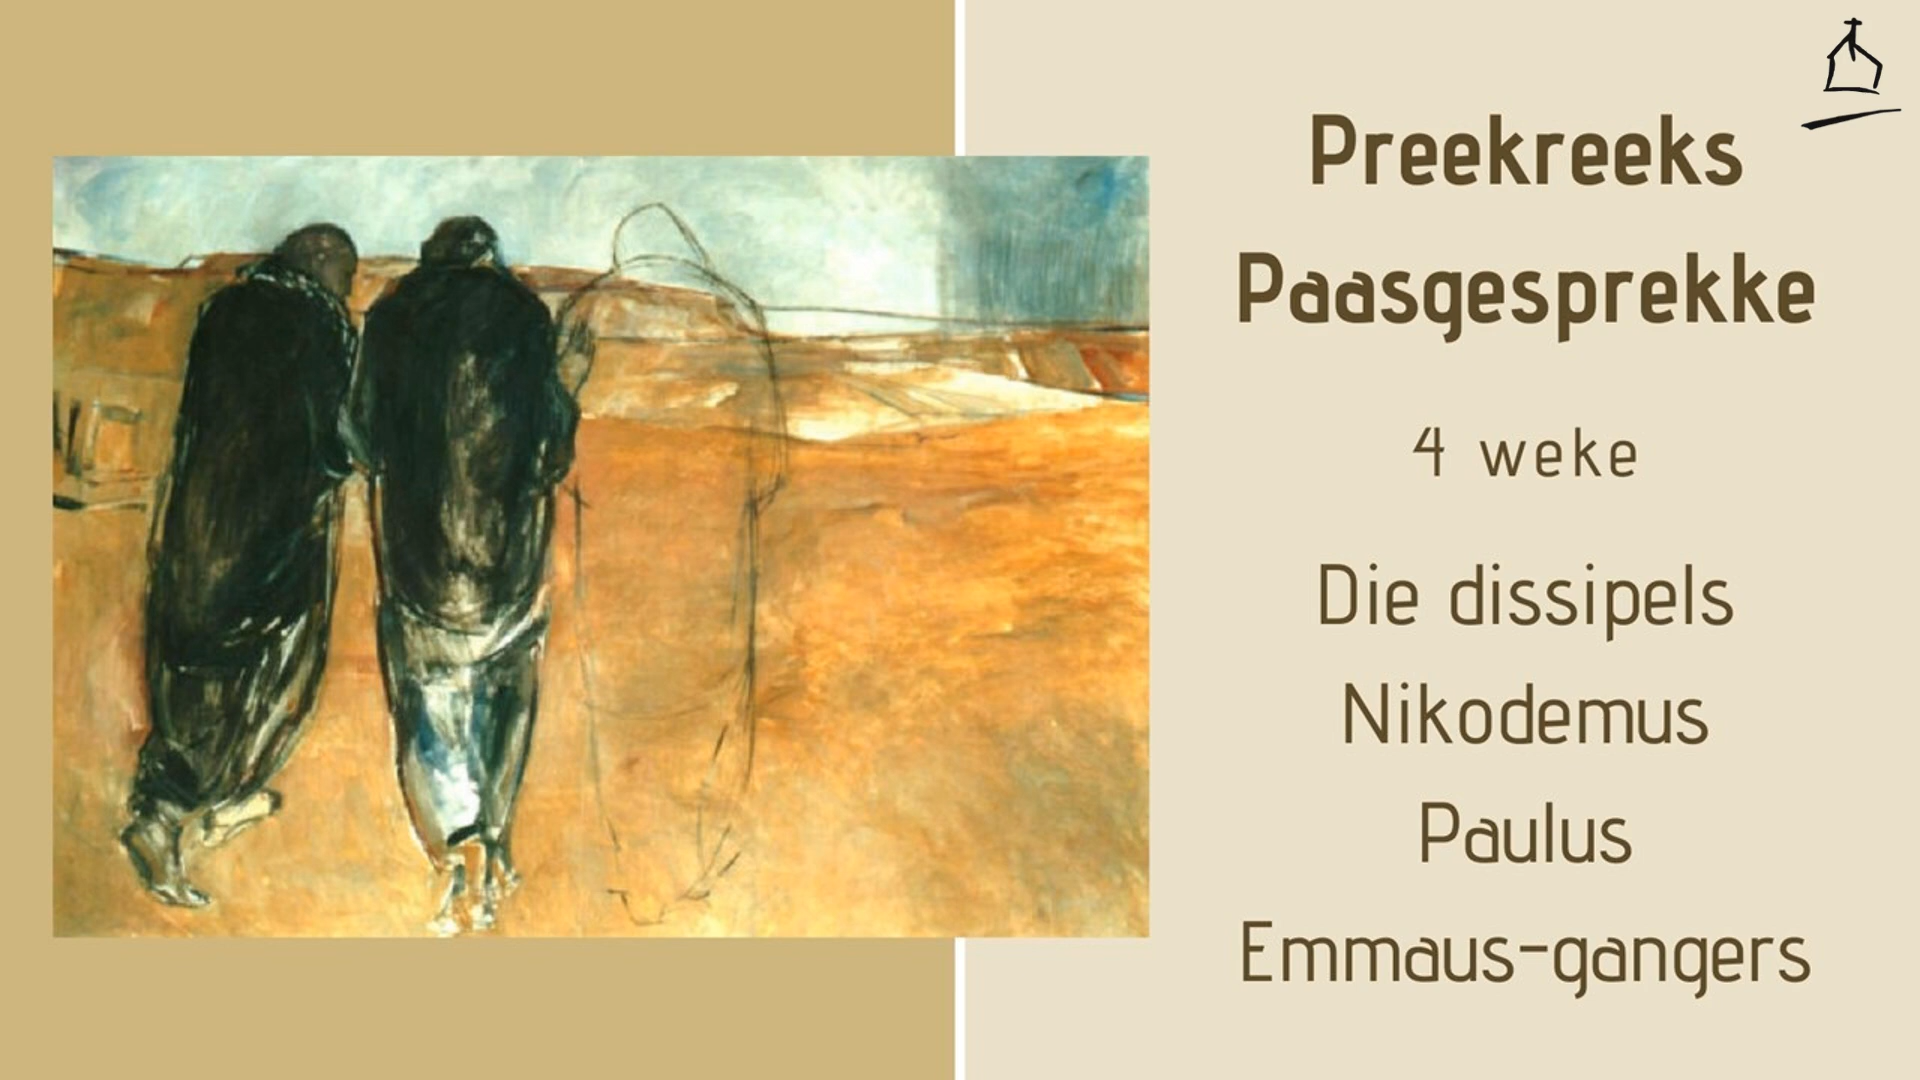 Preekreeks
Paasgesprekke
4 weke
Die dissipels
Nikodemus
Paulus
Emmaus-gangers